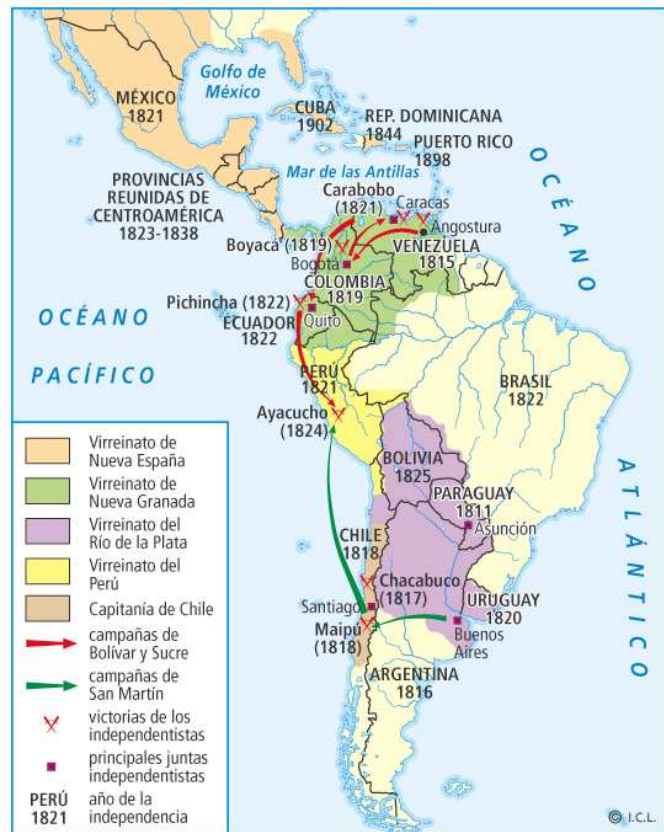 Golfo de
México
MÉXICO
1821
CUBA
1902
REP. DOMINICANA
1844
PUERTO RICO
1898
OCÉANO
ATLÁNTICO
Mar de las Antillas
PROVINCIAS
REUNIDAS DE
CENTROAMÉRICA
1823-1838
Carabobo
(1821)
Caracas
Angostura
Boyacá (1819)
VENEZUELA
1815
Bogotá
COLOMBIA
1819
Pichincha (1822)
Quito
ECUADOR
1822
OCÉANO
PACÍFICO
PERÚ
1821
BRASIL
1822
Ayacucho
(1824)
BOLIVIA
1825
PARAGUAY
1811
Asunción
CHILE
1818
Chacabuco
(1817)
Santiago
URUGUAY
1820
Maipú
(1818)
Buenos
Aires
ARGENTINA
1816
Virreinato de
Nueva España
Virreinato de
Nueva Granada
Virreinato del
Río de la Plata
Virreinato del
Perú
Capitanía de Chile
campañas de
Bolívar y Sucre
campañas de
San Martín
victorias de los
independentistas
principales juntas
independentistas
PERÚ
1821
año de la
independencia
© I.C.L.